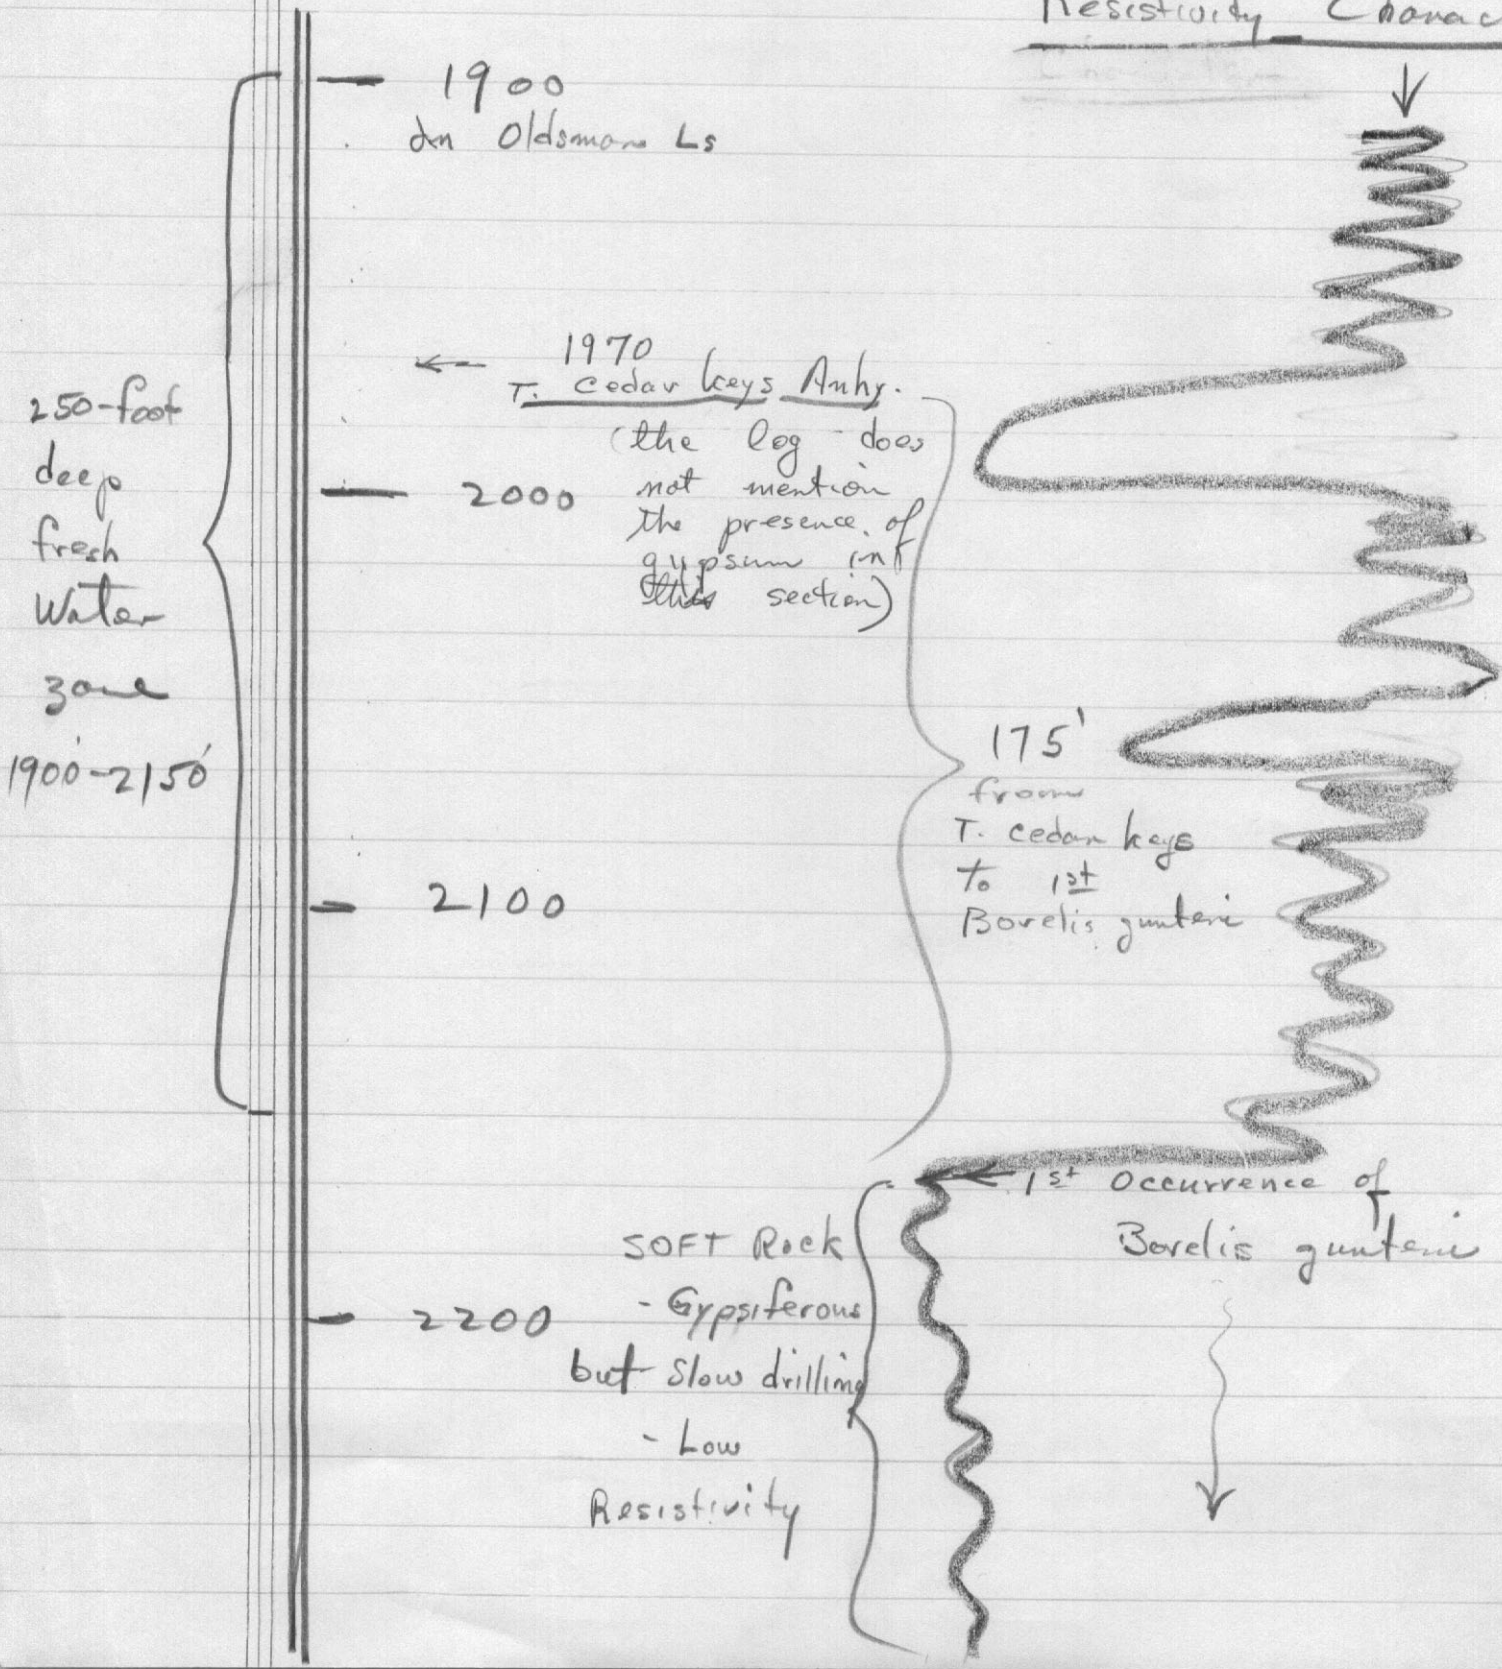 Resistivity Charac
1900
In Oldsmar Ls
1970
T. Cedar Keys Anhy.
(the log does
not mention
the presence of
gypsum in
this section)
250-foot
deep
fresh
Water
zone
1900'-2150'
2000
175'
from
T. Cedar keys
to 1st
Borelis gunteri
2100
1st Occurrence of
Borelis gunteri
SOFT Rock
- Gypsiferous
but Slow drilling
- Low
Resistivity
2200